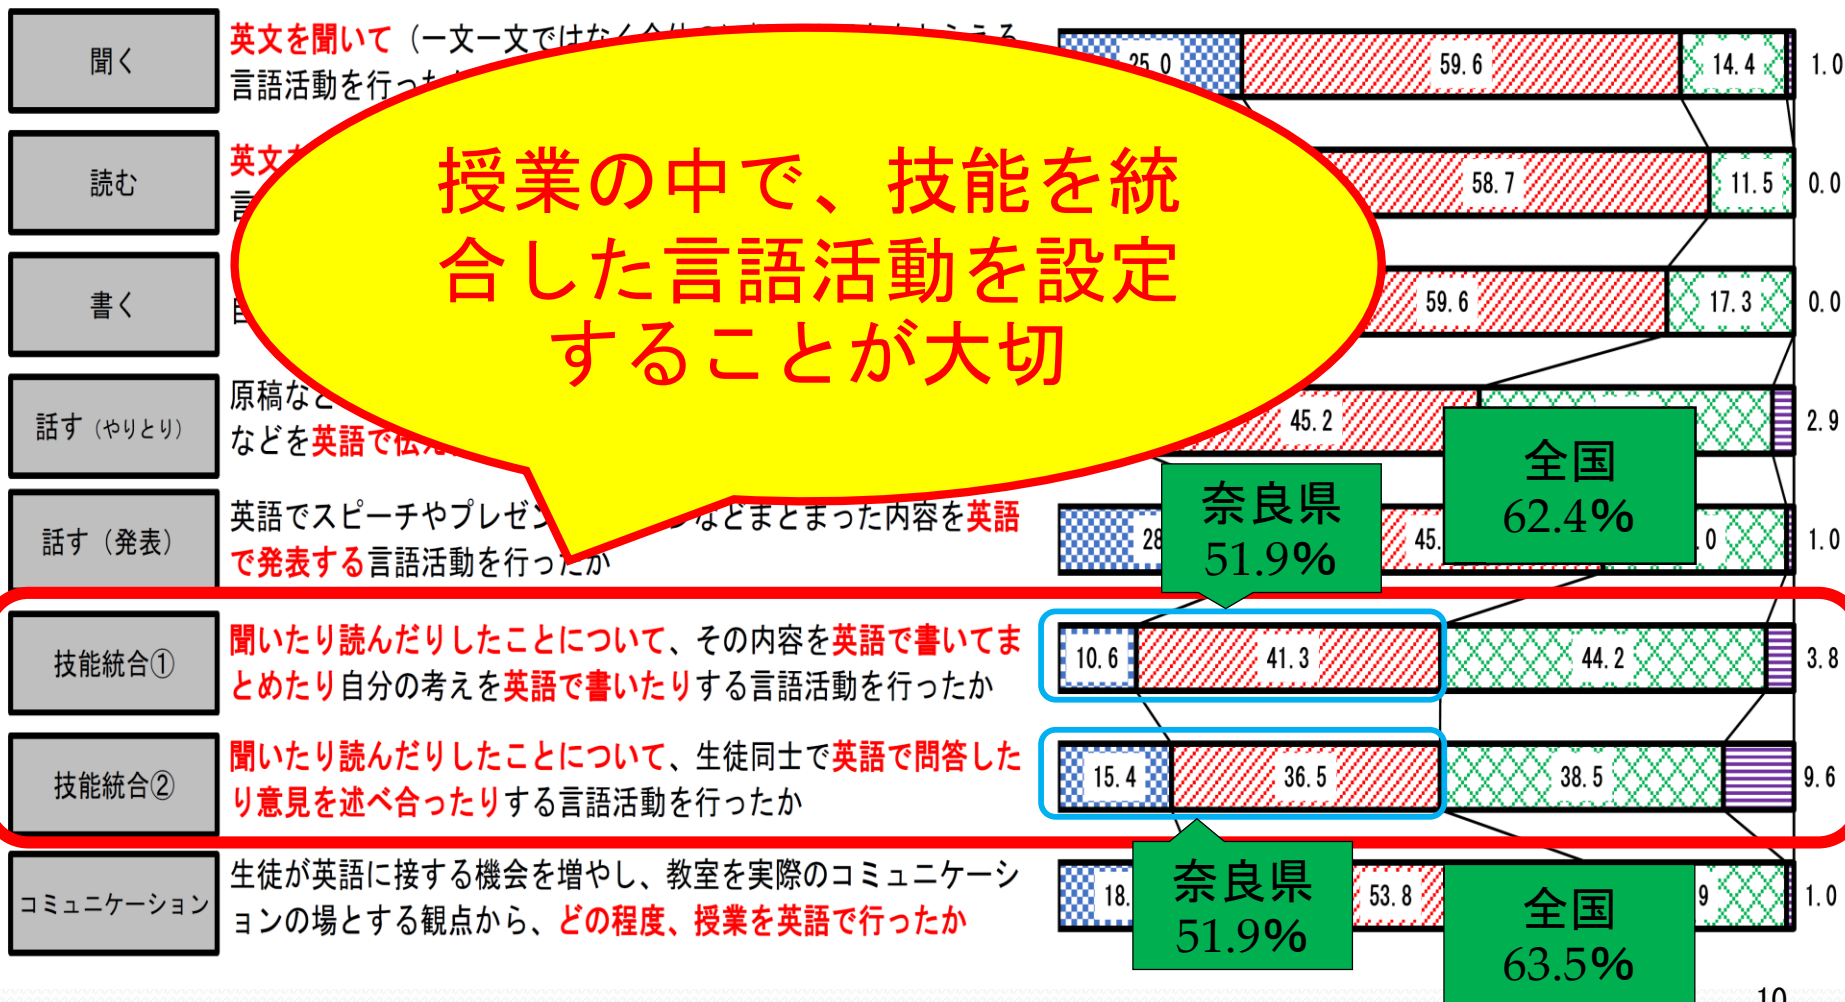 聞く
英文を聞いて
言語活動を行った
25.0
59.6
14.4
1.0
授業の中で、技能を統
合した言語活動を設定
することが大切
読む
英文
58.7
11.5
0.0
書く
59.6
17.3
0.0
話す（やりとり）
原稿など
などを英語で伝え
45.2
2.9
話す（発表）
英語でスピーチやプレゼン
などまとまった内容を英語
で発表する言語活動を行ったか
28
45.
0
1.0
奈良県
51.9%
全国
62.4%
技能統合①
聞いたり読んだりしたことについて、その内容を英語で書いてま
とめたり自分の考えを英語で書いたりする言語活動を行ったか
10.6
41.3
44.2
3.8
技能統合②
聞いたり読んだりしたことについて、生徒同士で英語で問答した
り意見を述べ合ったりする言語活動を行ったか
15.4
36.5
38.5
9.6
コミュニケーション
生徒が英語に接する機会を増やし、教室を実際のコミュニケーシ
ョンの場とする観点から、どの程度、授業を英語で行ったか
18.
53.8
9
1.0
奈良県
51.9%
全国
63.5%
10